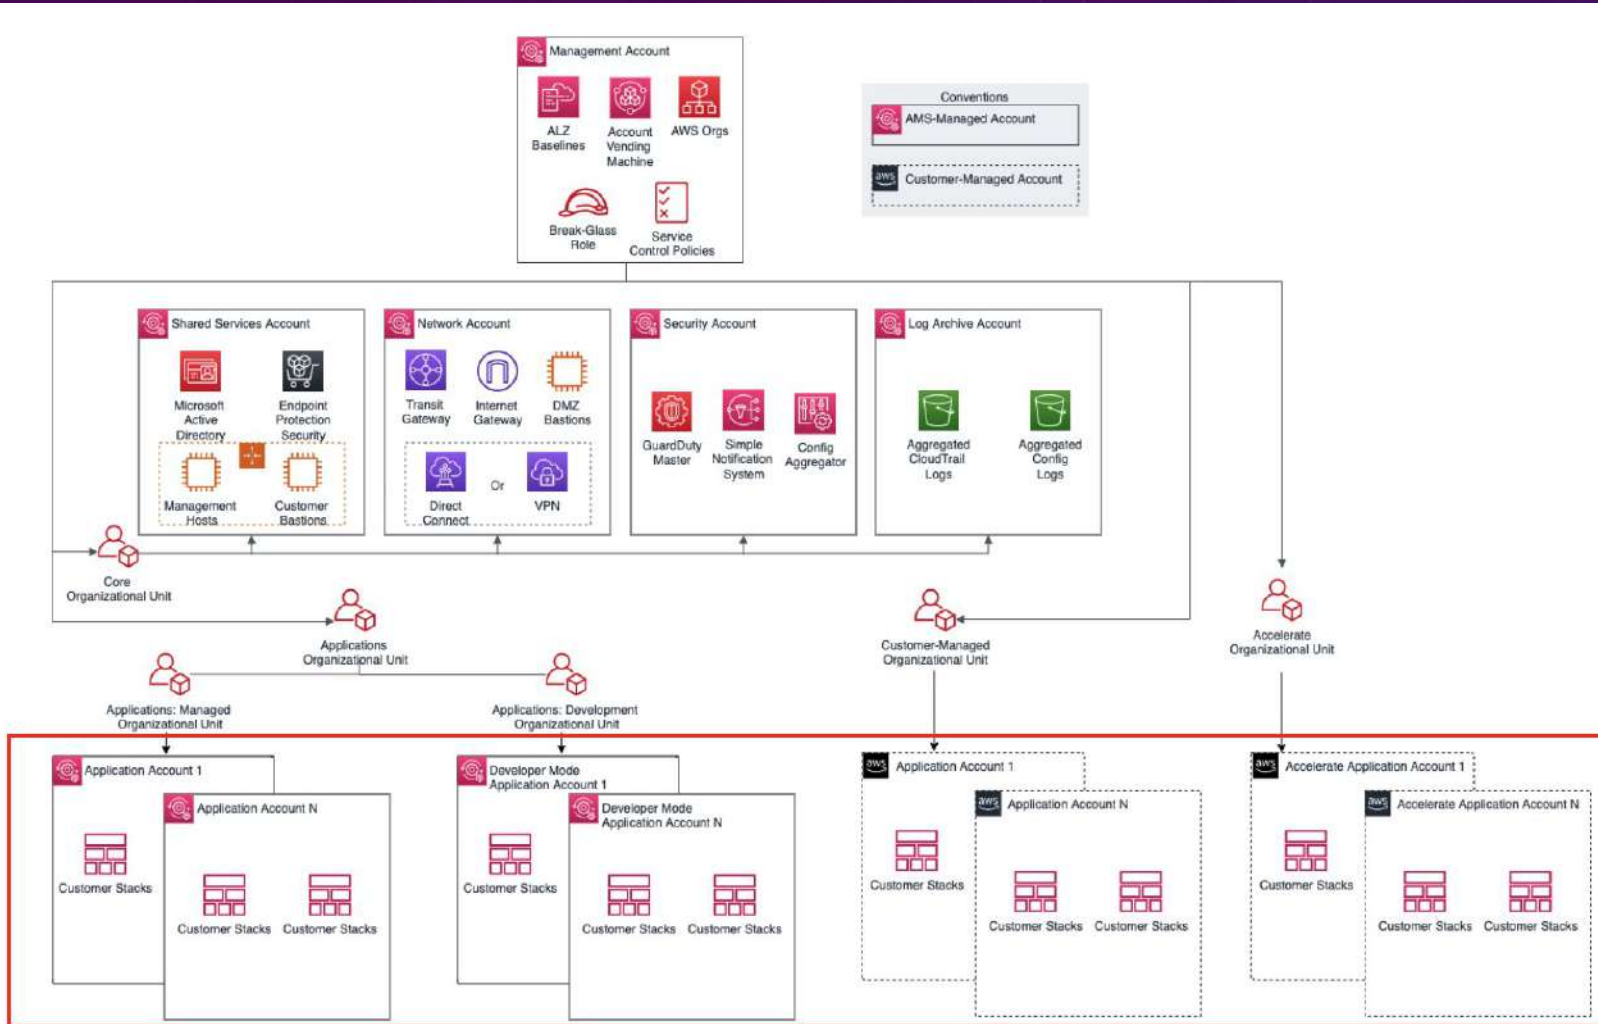 Management Account
ALZ
Baselines
Account
Vending
Machine
AWS Orgs
Break-Glass
Role
Service
Control Policies
Conventions
AMS-Managed Account
aws
Customer-Managed Account
Shared Services Account
Microsoft
Active
Directory
Endpoint
Protection
Security
Management
Hosts
Customer
Bastions
Network Account
Transit
Gateway
Internet
Gateway
DMZ
Bastions
Direct
Connect
Or
VPN
Security Account
GuardDuty
Master
Simple
Notification
System
Config
Aggregator
Log Archive Account
Aggregated
CloudTrail
Logs
Aggregated
Config
Logs
Core
Organizational Unit
Applications
Organizational Unit
Customer-Managed
Organizational Unit
Accelerate
Organizational Unit
Applications: Managed
Organizational Unit
Applications: Development
Organizational Unit
Application Account 1
Customer Stacks
Application Account N
Customer Stacks
Customer Stacks
Developer Mode
Application Account 1
Customer Stacks
Developer Mode
Application Account N
Customer Stacks
Customer Stacks
aws
Application Account 1
Customer Stacks
aws
Application Account N
Customer Stacks
Customer Stacks
aws
Accelerate Application Account 1
Customer Stacks
aws
Accelerate Application Account N
Customer Stacks
Customer Stacks